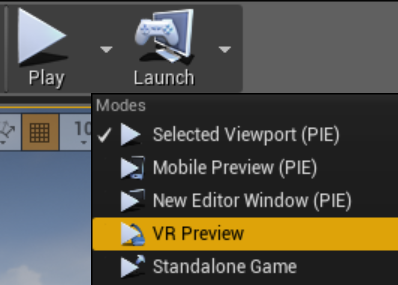 Play
Launch
Modes
10
Selected Viewport (PIE)
Mobile Preview (PIE)
New Editor Window (PIE)
VR Preview
Standalone Game